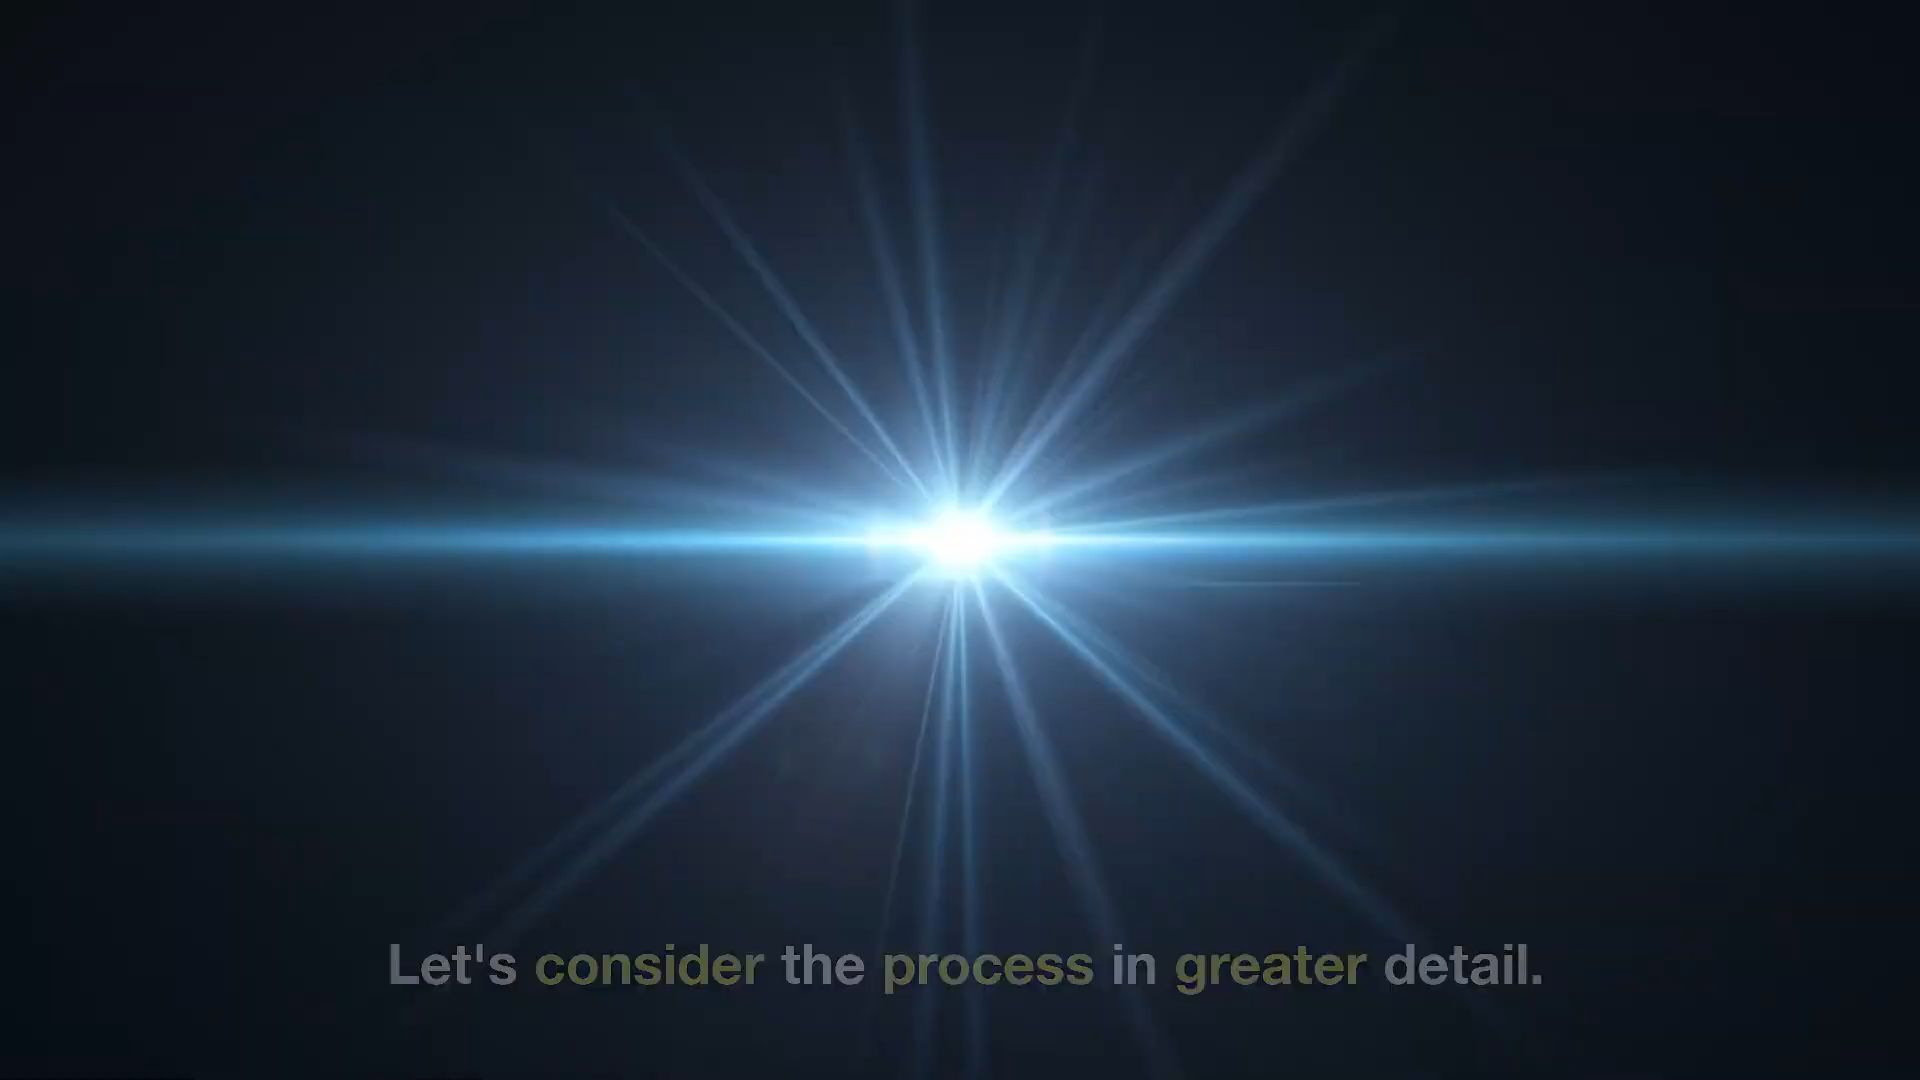 Let's consider the process in greater detail.